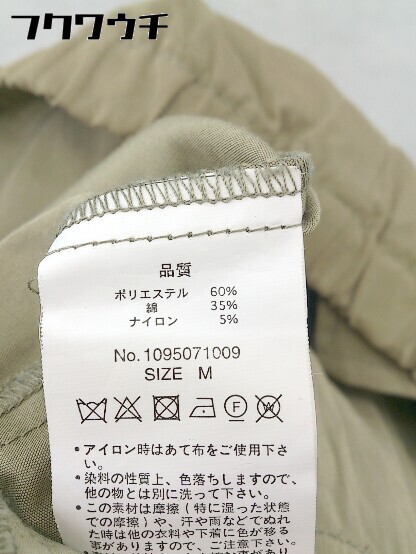 フクワウチ
品質
ポリエステル 60%
綿 35%
ナイロン 5%
No.1095071009
SIZE M
F
•アイロン時はあて布をご使用下さ
い。
•染料の性質上、色落ちしますので、
他の物とは別に洗って下さい。
•この素材は摩擦（特に湿った状態
での摩擦）や、汗や雨などでぬれ
た時は他の衣料や下着に色が移る
事がありますので、ご注意下さい。